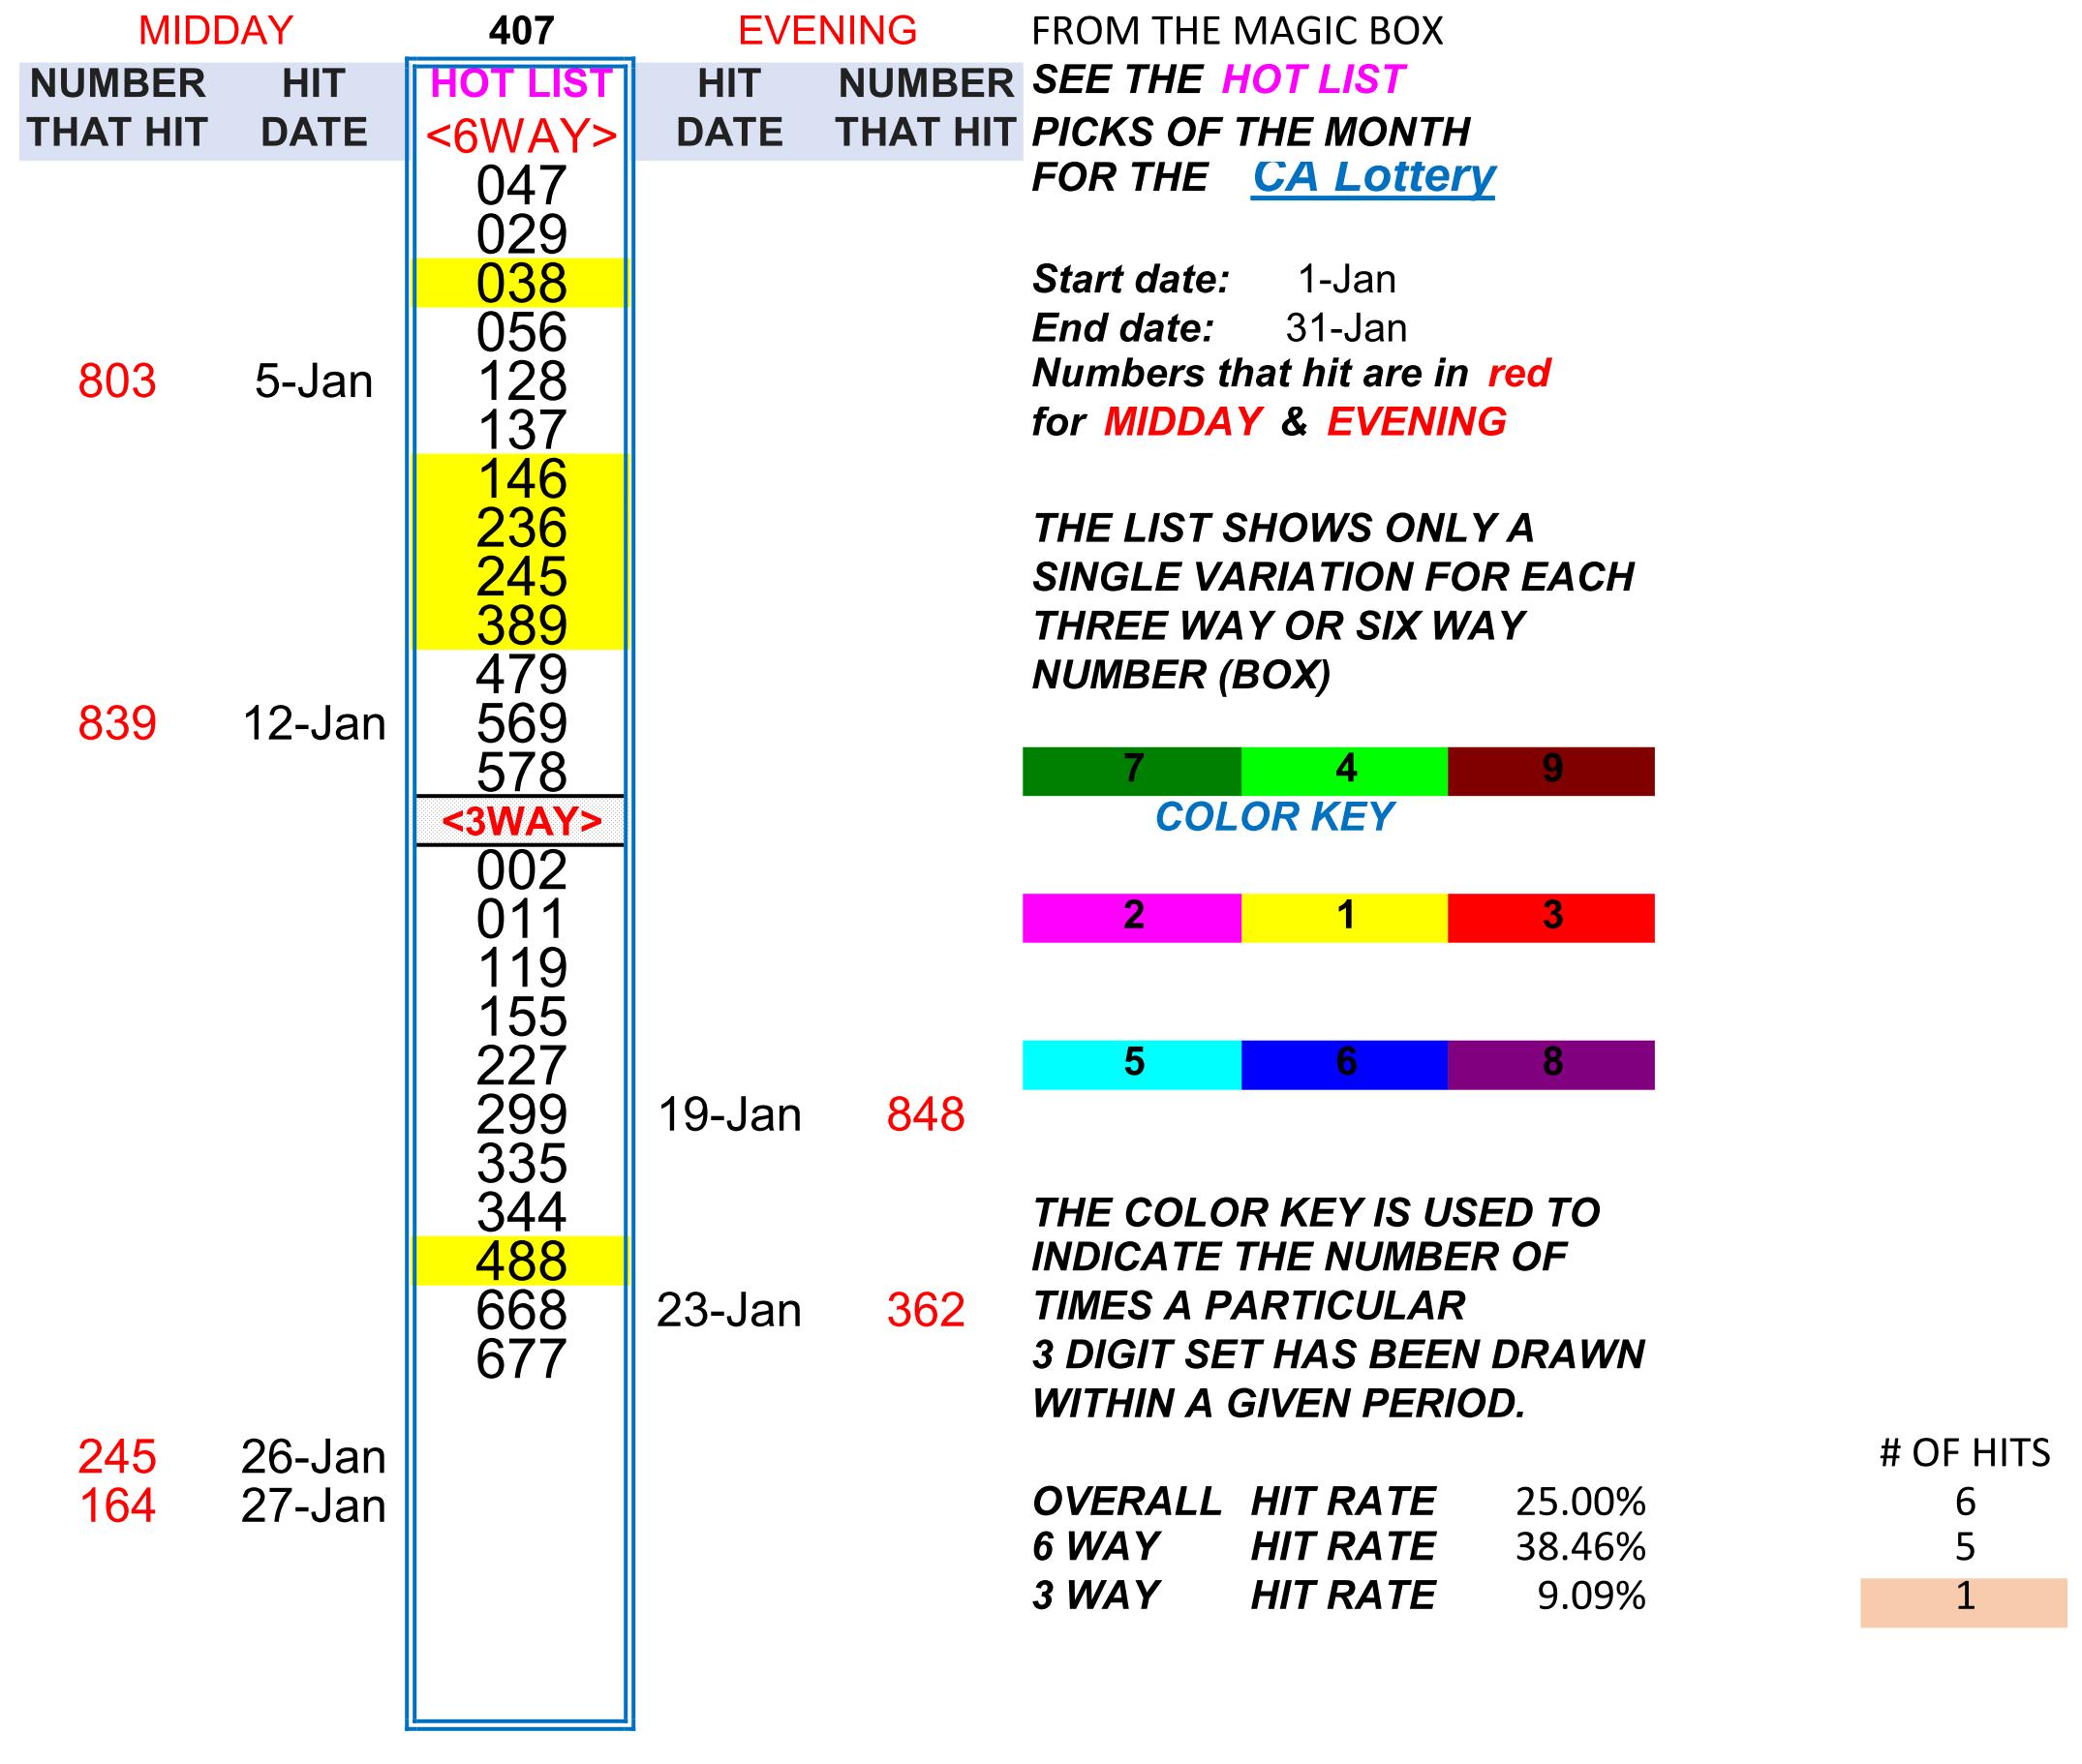 MIDDAY 407 EVENING FROM THE MAGIC BOX
NUMBER HIT HOT LIST HIT NUMBER SEE THE HOT LIST
THAT HIT DATE <6WAY> DATE THAT HIT PICKS OF THE MONTH
047 FOR THE CA Lottery
029
038 Start date: 1-Jan
056 End date: 31-Jan
803 5-Jan 128 Numbers that hit are in red
137 for MIDDAY & EVENING
146
236 THE LIST SHOWS ONLY A
245 SINGLE VARIATION FOR EACH
389 THREE WAY OR SIX WAY
479 NUMBER (BOX)
839 12-Jan 569
578 7 4 9
<3WAY> COLOR KEY
002
011 2 1 3
119
155
227 5 6 8
299 19-Jan 848
335
344 THE COLOR KEY IS USED TO
488 INDICATE THE NUMBER OF
668 23-Jan 362 TIMES A PARTICULAR
677 3 DIGIT SET HAS BEEN DRAWN
WITHIN A GIVEN PERIOD.
245 26-Jan # OF HITS
164 27-Jan OVERALL HIT RATE 25.00% 6
6 WAY HIT RATE 38.46% 5
3 WAY HIT RATE 9.09% 1